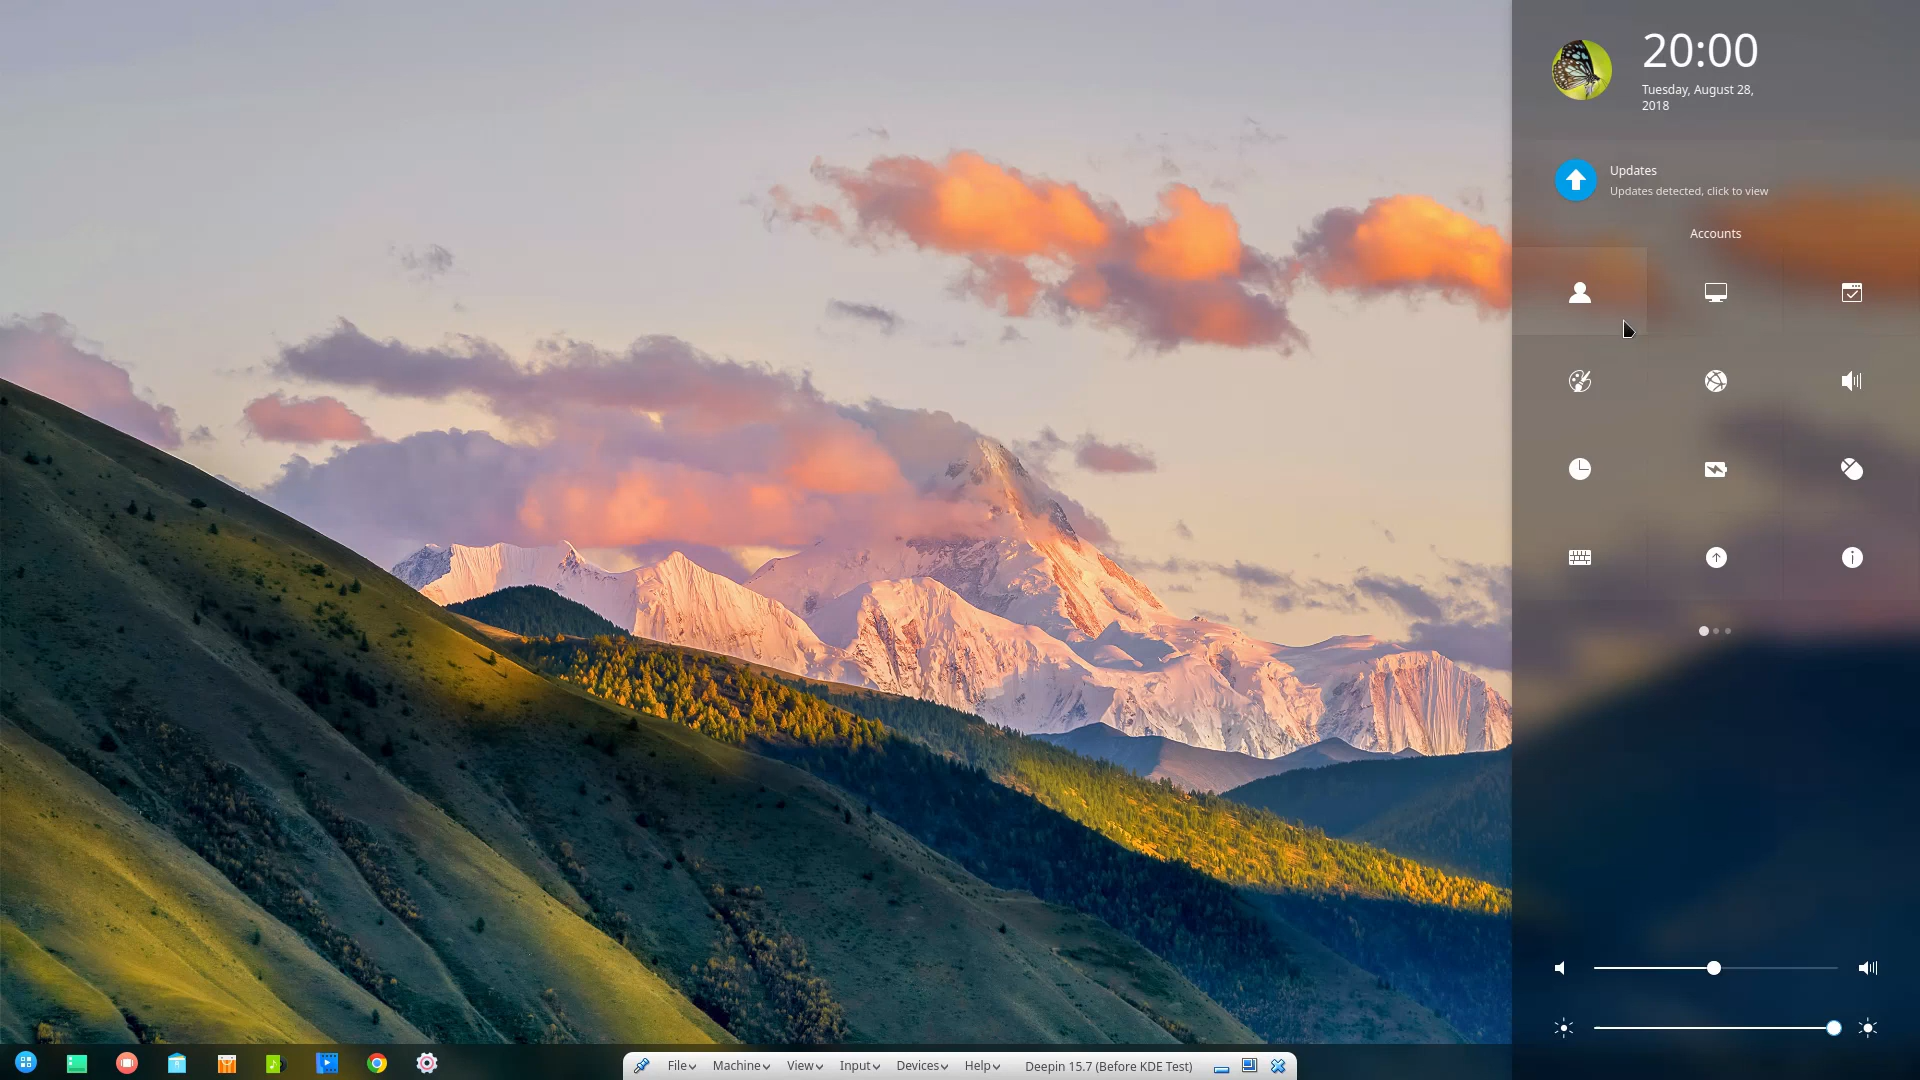 20:00
Tuesday, August 28,
2018
Updates
Updates detected, click to view
Accounts
File Machine View Input Devices Help Deepin 15.7 (Before KDE Test)